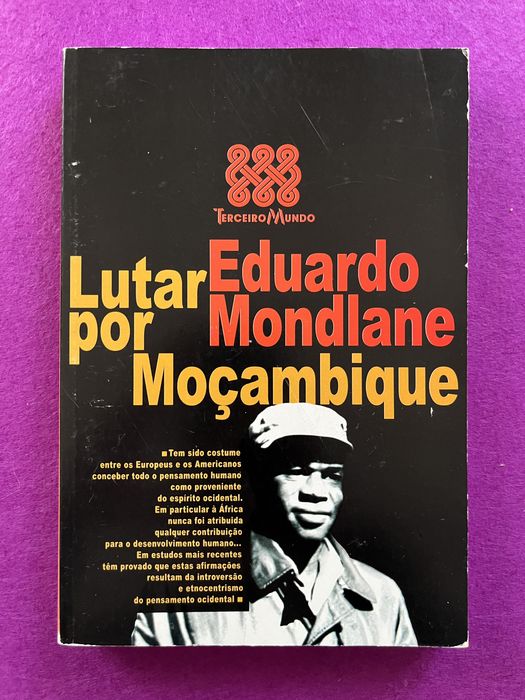 TERCEIRO MUNDO
Eduardo
Mondlane
Lutar
por
Moçambique
■ Tem sido costume
entre os Europeus e os Americanos
conceber todo o pensamento humano
como proveniente
do espírito ocidental.
Em particular à África
nunca foi atribuida
qualquer contribuição
para o desenvolvimento humano...
Em estudos mais recentes
têm provado que estas afirmações
resultam da introversão
e etnocentrismo
do pensamento ocidental ■